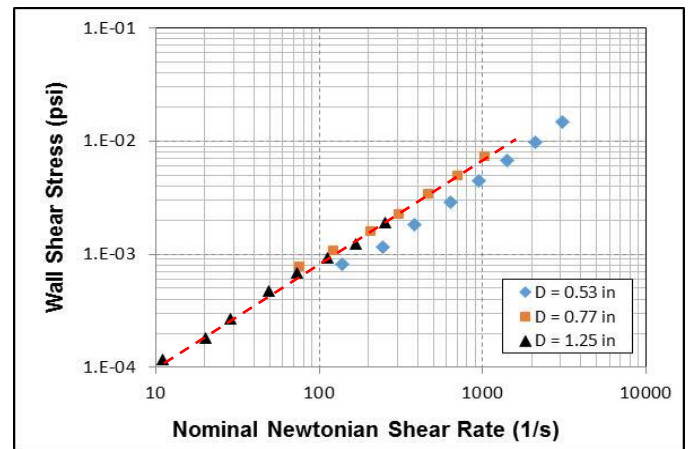 1.E-01
1.E-02
1.E-03
1.E-04
Wall Shear Stress (psi)
D = 0.53 in
D = 0.77 in
D = 1.25 in
10 100 1000 10000
Nominal Newtonian Shear Rate (1/s)